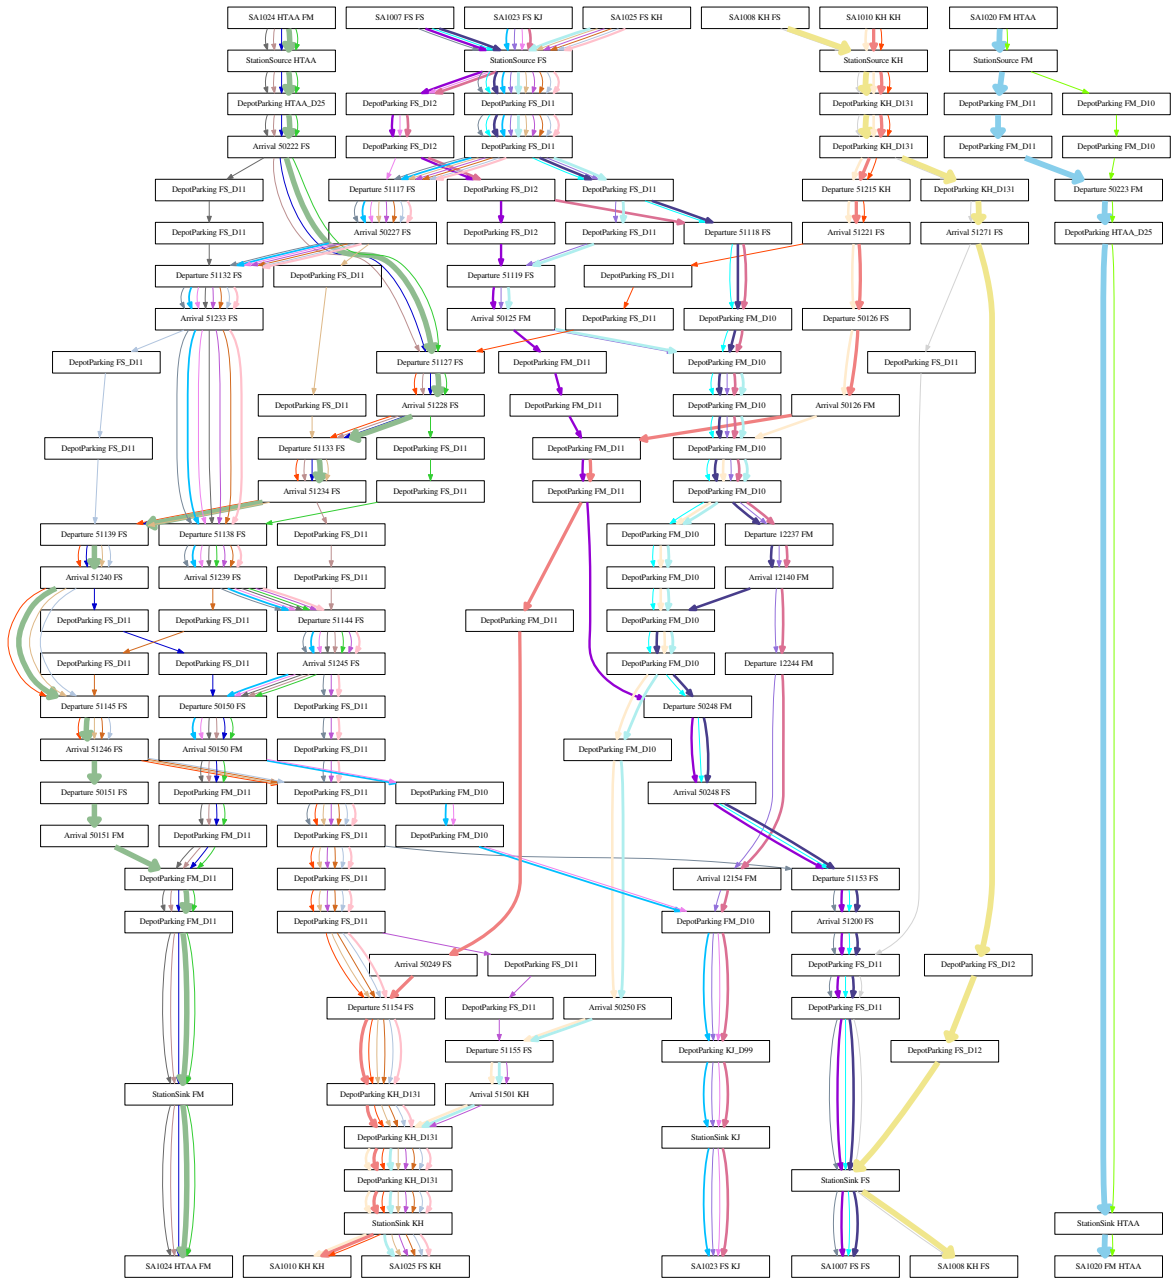 SA1024 HTAA FM
SA1007 FS FS
SA1023 FS KJ
SA1025 FS KH
SA1008 KH FS
SA1010 KH KH
SA1020 FM HTAA
StationSource HTAA
StationSource FS
StationSource KH
StationSource FM
DepotParking HTAA_D25
DepotParking FS_D12
DepotParking FS_D11
DepotParking KH_D131
DepotParking FM_D11
DepotParking FM_D10
Arrival 50222 FS
DepotParking FS_D12
DepotParking FS_D11
DepotParking KH_D131
DepotParking FM_D11
DepotParking FM_D10
DepotParking FS_D11
Departure 51117 FS
DepotParking FS_D12
DepotParking FS_D11
Departure 51215 KH
DepotParking KH_D131
Departure 50223 FM
DepotParking FS_D11
Arrival 50227 FS
DepotParking FS_D12
DepotParking FS_D11
Departure 51118 FS
Arrival 51221 FS
Arrival 51271 FS
DepotParking HTAA_D25
Departure 51132 FS
DepotParking FS_D11
Departure 51119 FS
DepotParking FS_D11
Arrival 51233 FS
Arrival 50125 FM
DepotParking FS_D11
DepotParking FM_D10
Departure 50126 FS
DepotParking FS_D11
Departure 51127 FS
DepotParking FM_D11
DepotParking FM_D10
DepotParking FS_D11
DepotParking FS_D11
Arrival 51228 FS
DepotParking FM_D11
DepotParking FM_D10
Arrival 50126 FM
DepotParking FS_D11
Departure 51133 FS
DepotParking FS_D11
DepotParking FM_D11
DepotParking FM_D10
Arrival 51234 FS
DepotParking FS_D11
DepotParking FM_D11
DepotParking FM_D10
Departure 51139 FS
Departure 51138 FS
DepotParking FS_D11
DepotParking FM_D10
Departure 12237 FM
Arrival 51240 FS
Arrival 51239 FS
DepotParking FS_D11
DepotParking FM_D10
Arrival 12140 FM
DepotParking FS_D11
DepotParking FS_D11
Departure 51144 FS
DepotParking FM_D11
DepotParking FM_D10
DepotParking FS_D11
DepotParking FS_D11
Arrival 51245 FS
DepotParking FM_D10
Departure 12244 FM
Departure 51145 FS
Departure 50150 FS
DepotParking FS_D11
Departure 50248 FM
Arrival 51246 FS
Arrival 50150 FM
DepotParking FS_D11
DepotParking FM_D10
Departure 50151 FS
DepotParking FM_D11
DepotParking FS_D11
DepotParking FM_D10
Arrival 50248 FS
Arrival 50151 FM
DepotParking FM_D11
DepotParking FS_D11
DepotParking FM_D10
DepotParking FM_D11
DepotParking FS_D11
Arrival 12154 FM
Departure 51153 FS
DepotParking FM_D11
DepotParking FS_D11
DepotParking FM_D10
Arrival 51200 FS
Arrival 50249 FS
DepotParking FS_D11
DepotParking FS_D11
DepotParking FS_D12
Departure 51154 FS
Arrival 50250 FS
DepotParking FS_D11
Departure 51155 FS
DepotParking KJ_D99
DepotParking FS_D12
StationSink FM
DepotParking KH_D131
Arrival 51501 KH
DepotParking KH_D131
StationSink KJ
DepotParking KH_D131
StationSink FS
StationSink KH
StationSink HTAA
SA1024 HTAA FM
SA1010 KH KH
SA1025 FS KH
SA1023 FS KJ
SA1007 FS FS
SA1008 KH FS
SA1020 FM HTAA